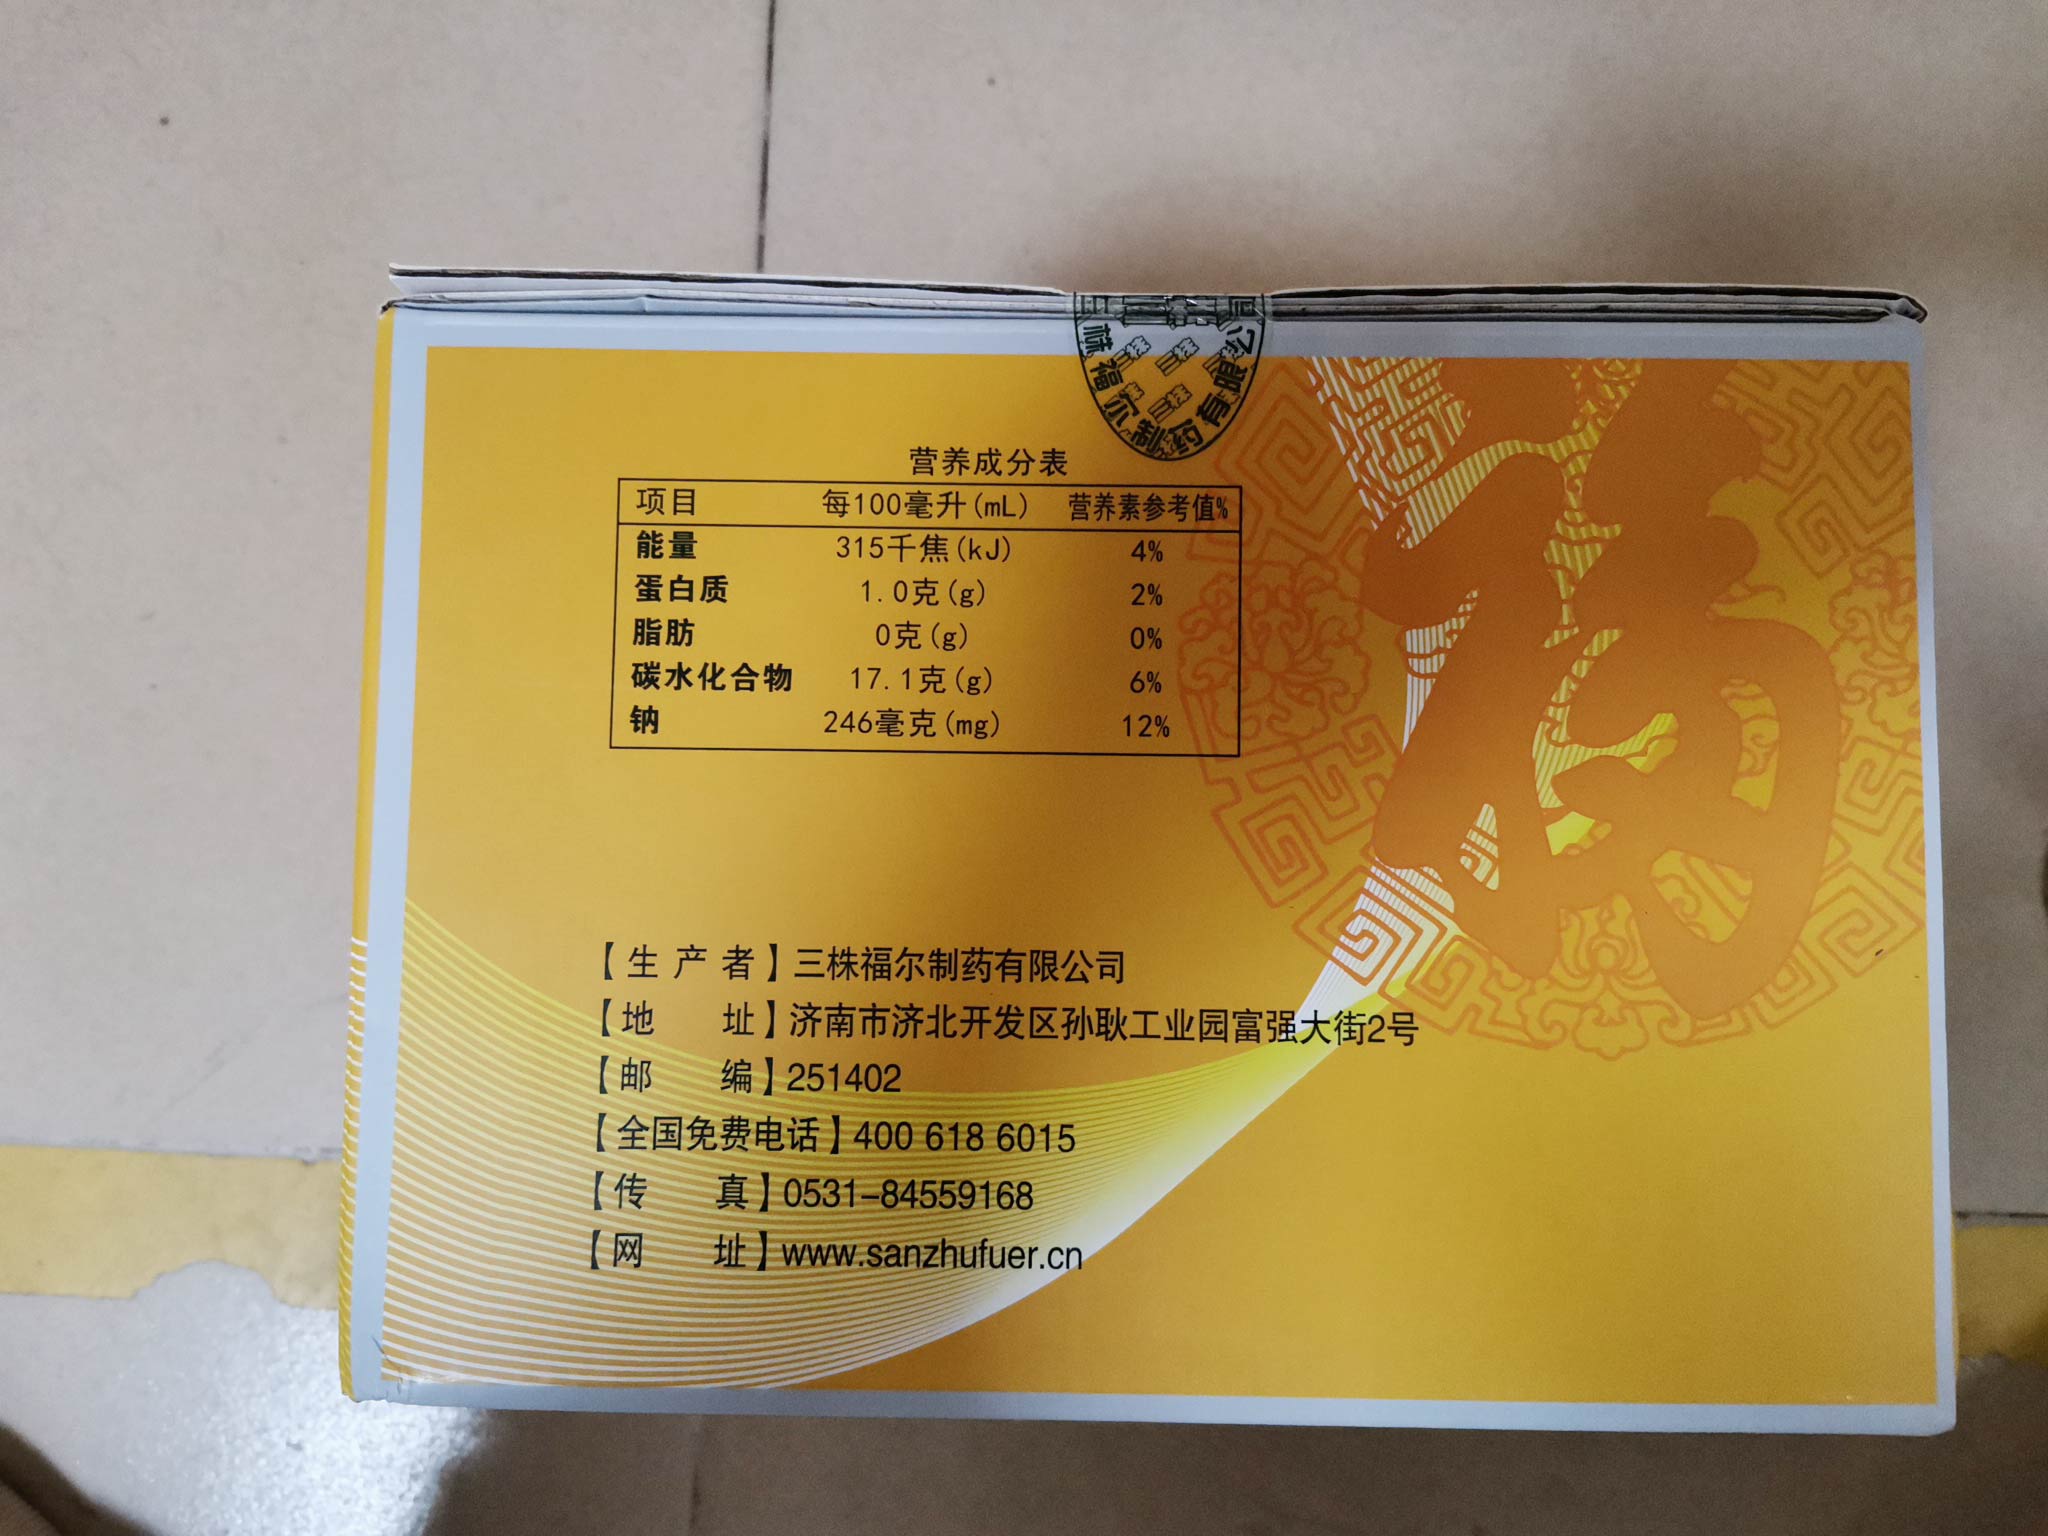 三株福尔制药有限公司
营养成分表
项目 每100毫升(mL) 营养素参考值%
能量 315千焦(kJ) 4%
蛋白质 1.0克(g) 2%
脂肪 0克(g) 0%
碳水化合物 17.1克(g) 6%
钠 246毫克(mg) 12%
福
【生产者】三株福尔制药有限公司
【地址】济南市济北开发区孙耿工业园富强大街2号
【邮编】251402
【全国免费电话】400 618 6015
【传真】0531-84559168
【网址】www.sanzhufuer.cn